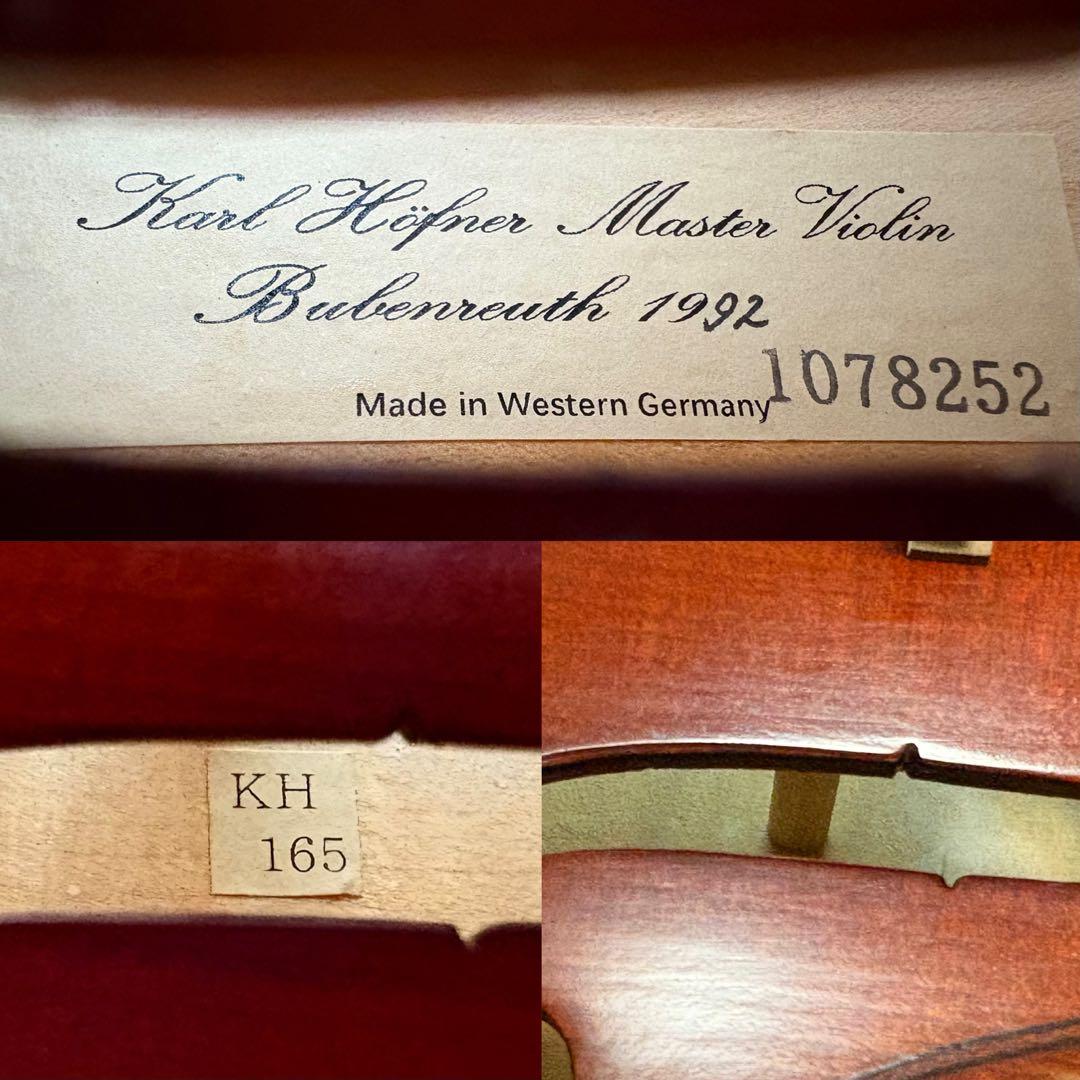 Karl Höfner Master Violin
Bubenreuth 1992
Made in Western Germany 1078252
KH
165